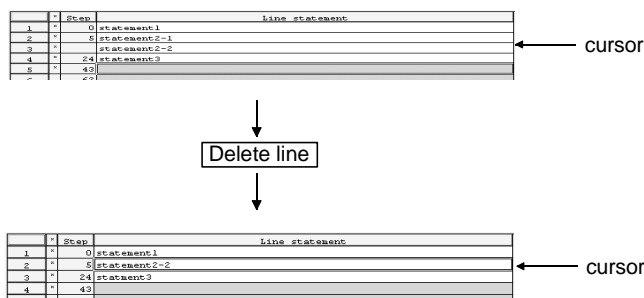 * Step Line statement
1 * 0 statement1
2 * 5 statement2-1
3 * statement2-2
4 * 24 statement3
5 * 43
cursor
Delete line
* Step Line statement
1 * 0 statement1
2 * 5 statement2-2
3 * 24 statment3
4 * 43
cursor